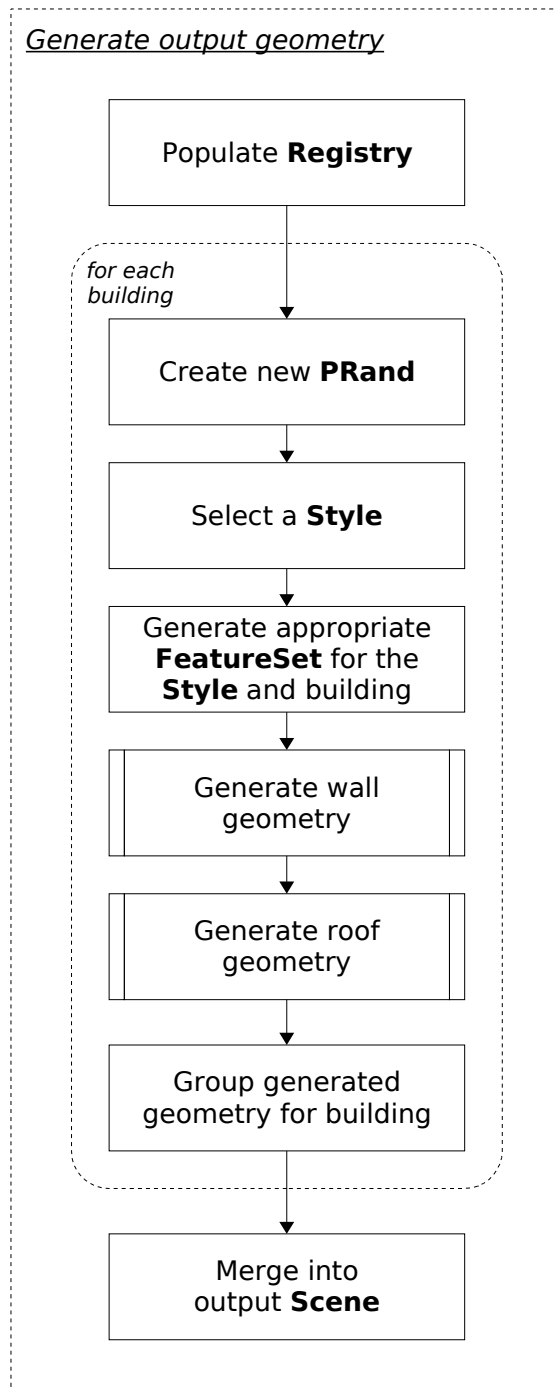 Generate output geometry
Populate Registry
for each
building
Create new PRand
Select a Style
Generate appropriate
FeatureSet for the
Style and building
Generate wall
geometry
Generate roof
geometry
Group generated
geometry for building
Merge into
output Scene